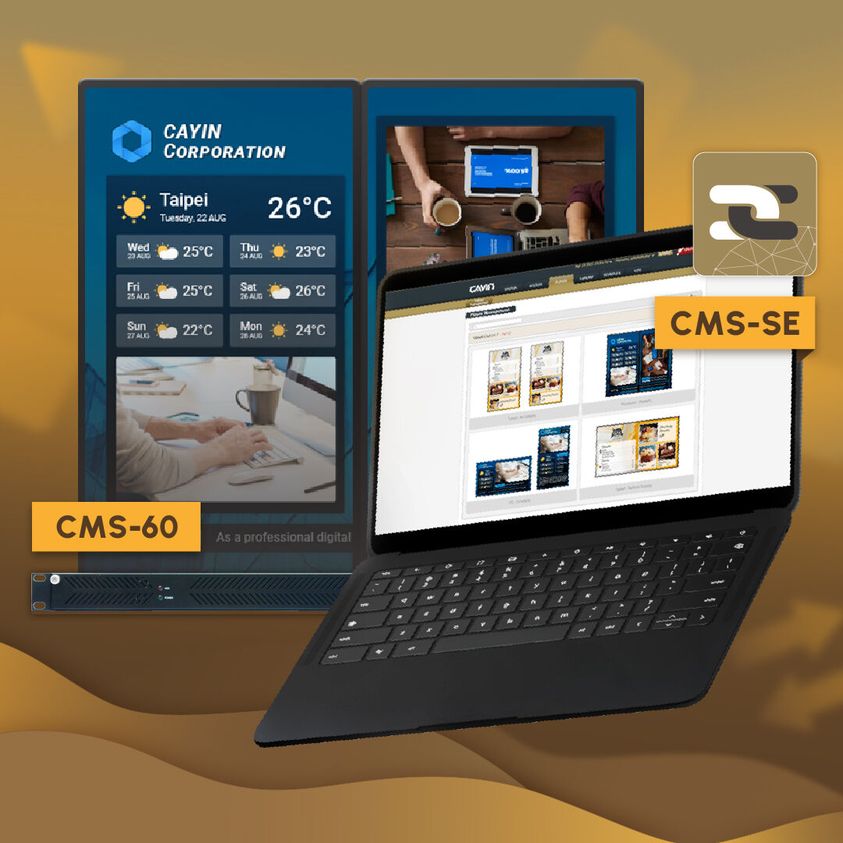 CAYIN
CORPORATION
Taipei
Tuesday, 22 AUG
26°C
Wed
23 AUG
25°C
Thu
24 AUG
23°C
Fri
25 AUG
25°C
Sat
26 AUG
26°C
Sun
27 AUG
22°C
Mon
28 AUG
24°C
As a professional digital
CMS-60
CAYIN
Player Management
CMS-SE